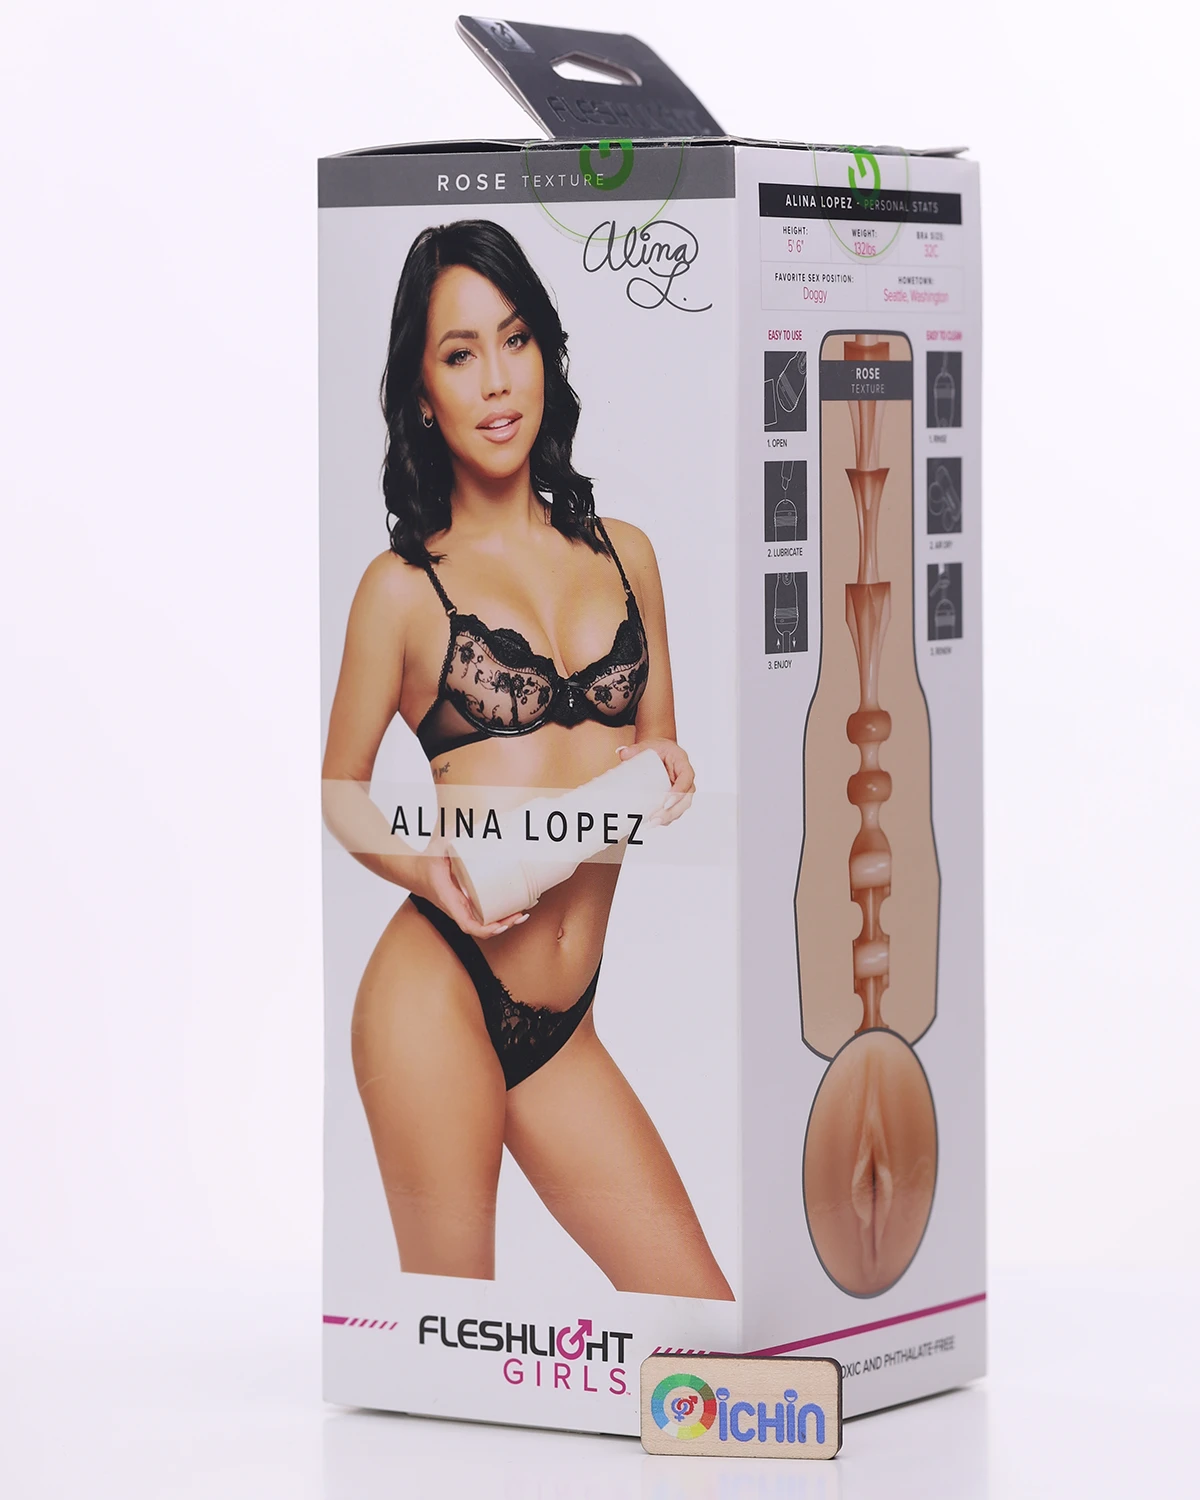 FLESHLIGHT
ROSE TEXTURE
Alina L.
ALINA LOPEZ
FLESHLIGHT
GIRLS
ALINA LOPEZ - PERSONAL STATS
HEIGHT: WEIGHT: BRA SIZE:
5' 6" 132lbs 32C
FAVORITE SEX POSITION: HOMETOWN:
Doggy Seattle, Washington
EASY TO USE EASY TO CLEAN
ROSE
TEXTURE
1. OPEN 1. RINSE
2. LUBRICATE 2. AIR DRY
3. ENJOY 3. RENEW
OXIC AND PHTHALATE-FREE
ichin